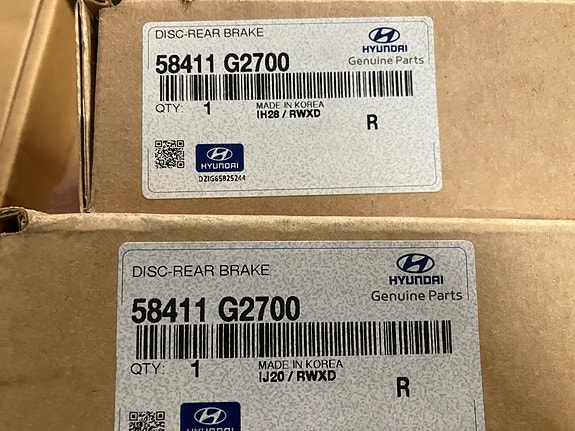 DISC-REAR BRAKE
HYUNDAI
58411 G2700
Genuine Parts
QTY: 1
MADE IN KOREA
IH28 / RWXD
R
HYUNDAI
DZIG65825244
DISC-REAR BRAKE
HYUNDAI
58411 G2700
Genuine Parts
QTY: 1
MADE IN KOREA
IJ20 / RWXD
R
HYUNDAI